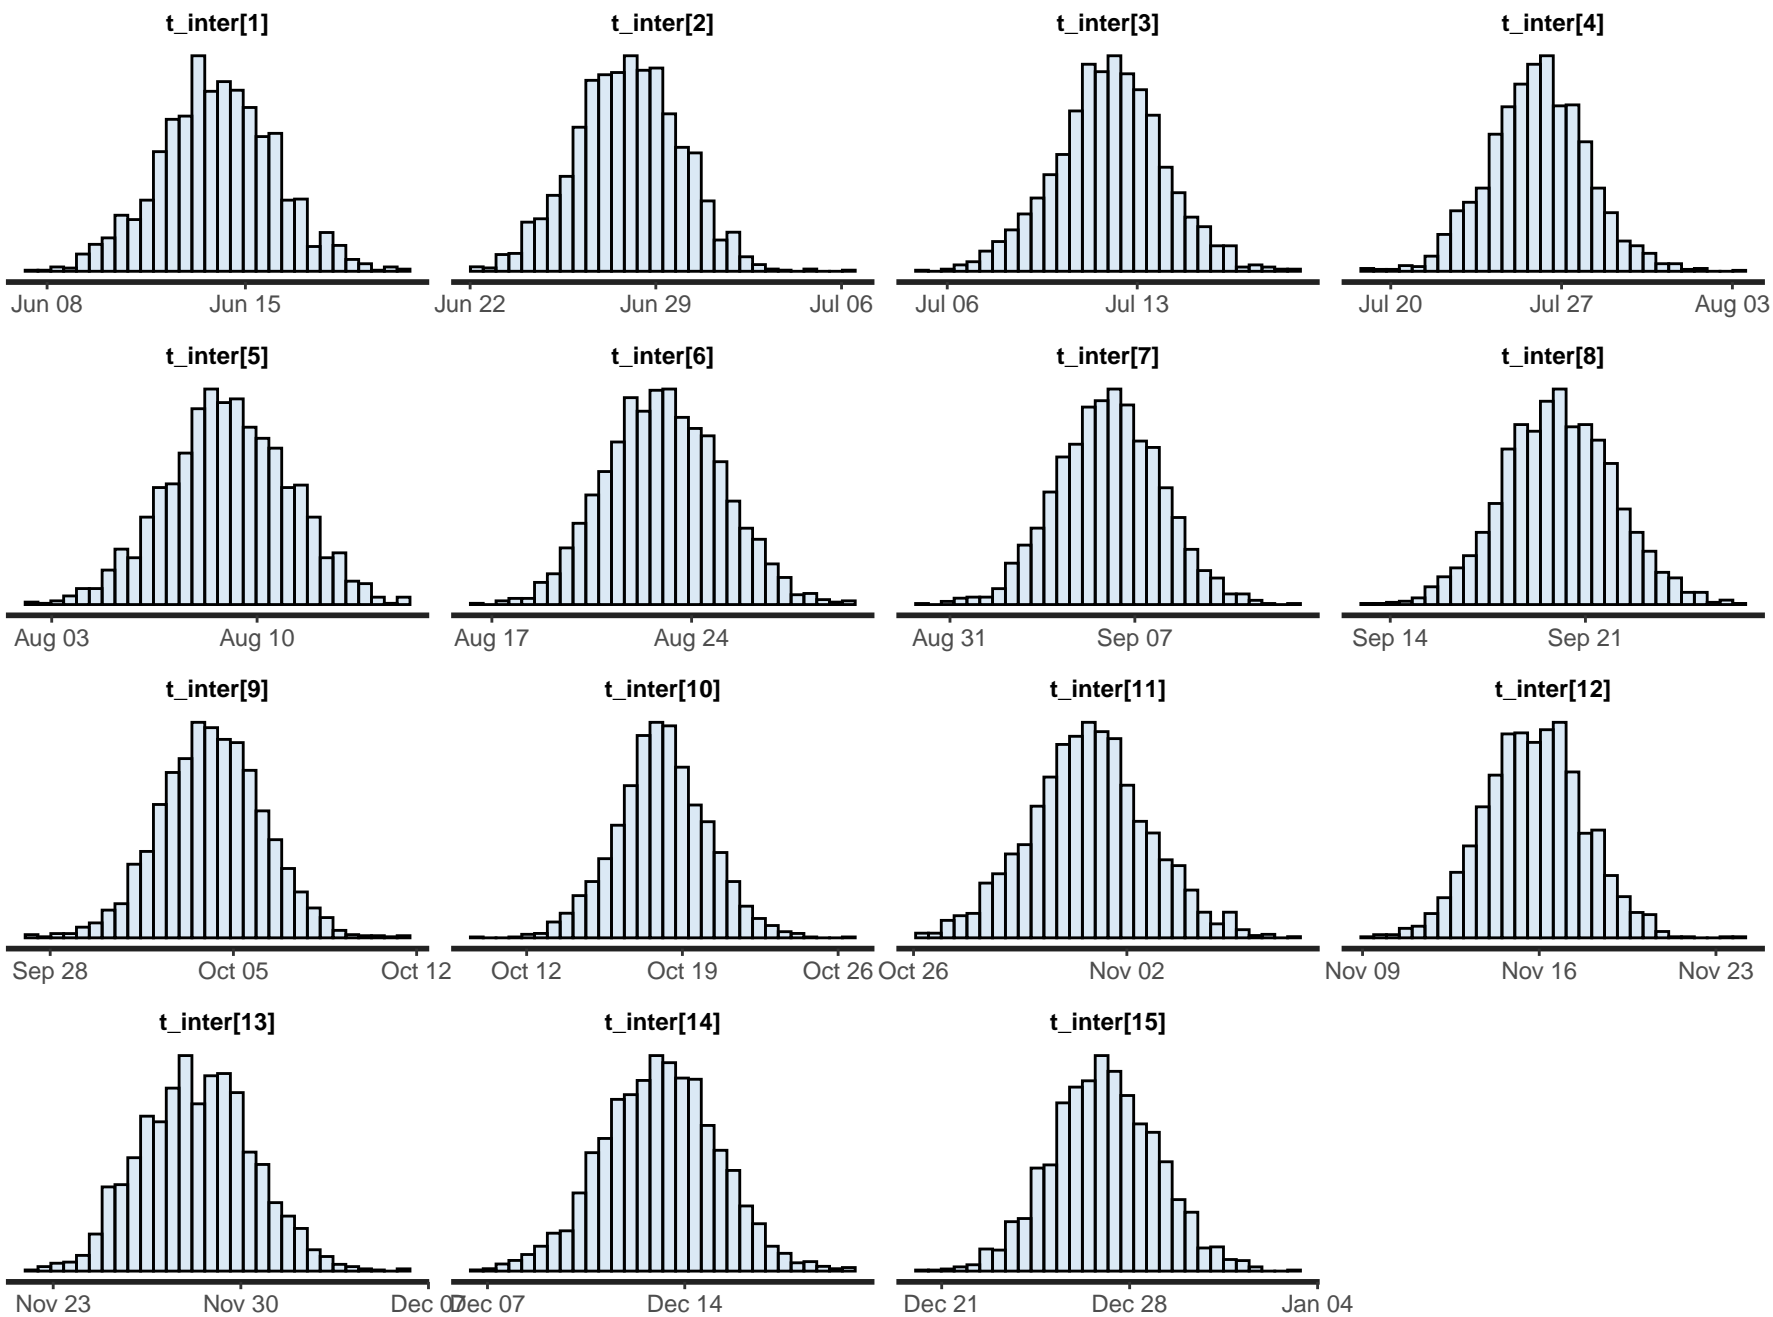 t_inter[1] t_inter[2] t_inter[3] t_inter[4]
Jun 08 Jun 15 Jun 22 Jun 29 Jul 06 Jul 06 Jul 13 Jul 20 Jul 27 Aug 03
t_inter[5] t_inter[6] t_inter[7] t_inter[8]
Aug 03 Aug 10 Aug 17 Aug 24 Aug 31 Sep 07 Sep 14 Sep 21
t_inter[9] t_inter[10] t_inter[11] t_inter[12]
Sep 28 Oct 05 Oct 12 Oct 12 Oct 19 Oct 26 Oct 26 Nov 02 Nov 09 Nov 16 Nov 23
t_inter[13] t_inter[14] t_inter[15]
Nov 23 Nov 30 Dec 07 Dec 07 Dec 14 Dec 21 Dec 28 Jan 04